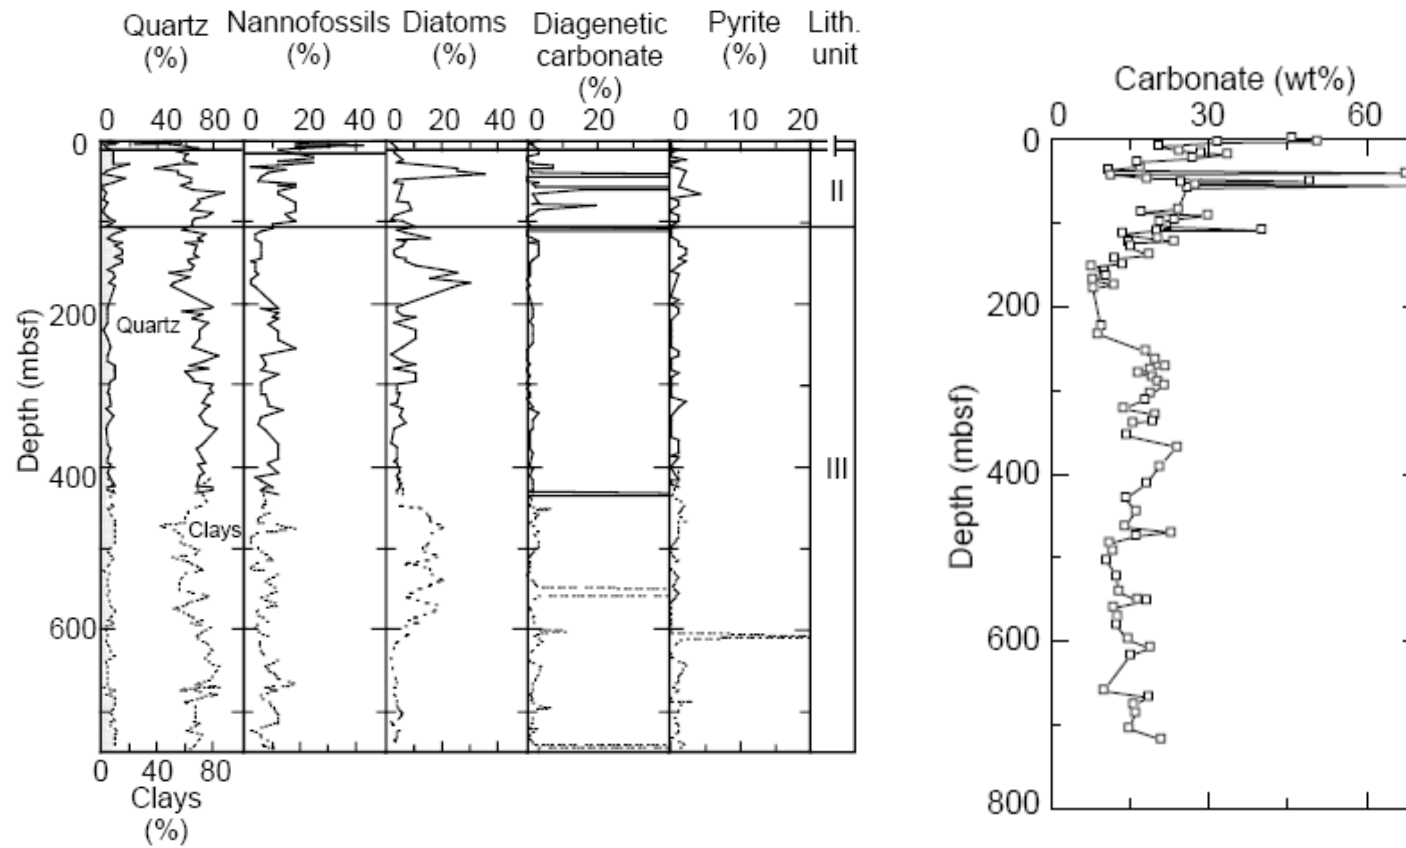 Quartz
(%)
Nannofossils
(%)
Diatoms
(%)
Diagenetic
carbonate
(%)
Pyrite
(%)
Lith.
unit
0 40 80 0 20 40 0 20 40 0 20 0 10 20
Depth (mbsf)
0
200
400
600
Quartz
Clays
I
II
III
0 40 80
Clays
(%)
Carbonate (wt%)
0 30 60
Depth (mbsf)
0
200
400
600
800